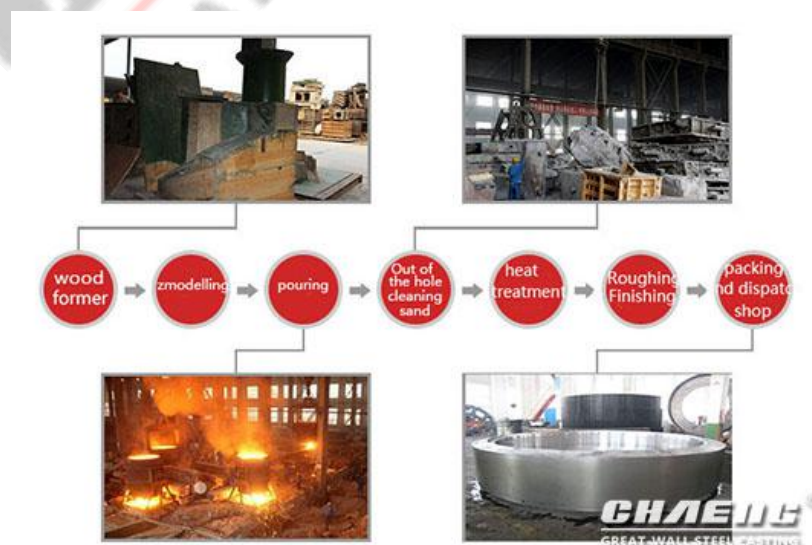 wood
former
zmodelling
pouring
Out of
the hole
cleaning
sand
heat
treatment
Roughing
Finishing
packing
nd dispatc
shop
CHAENG
GREAT WALL STEEL CASTING